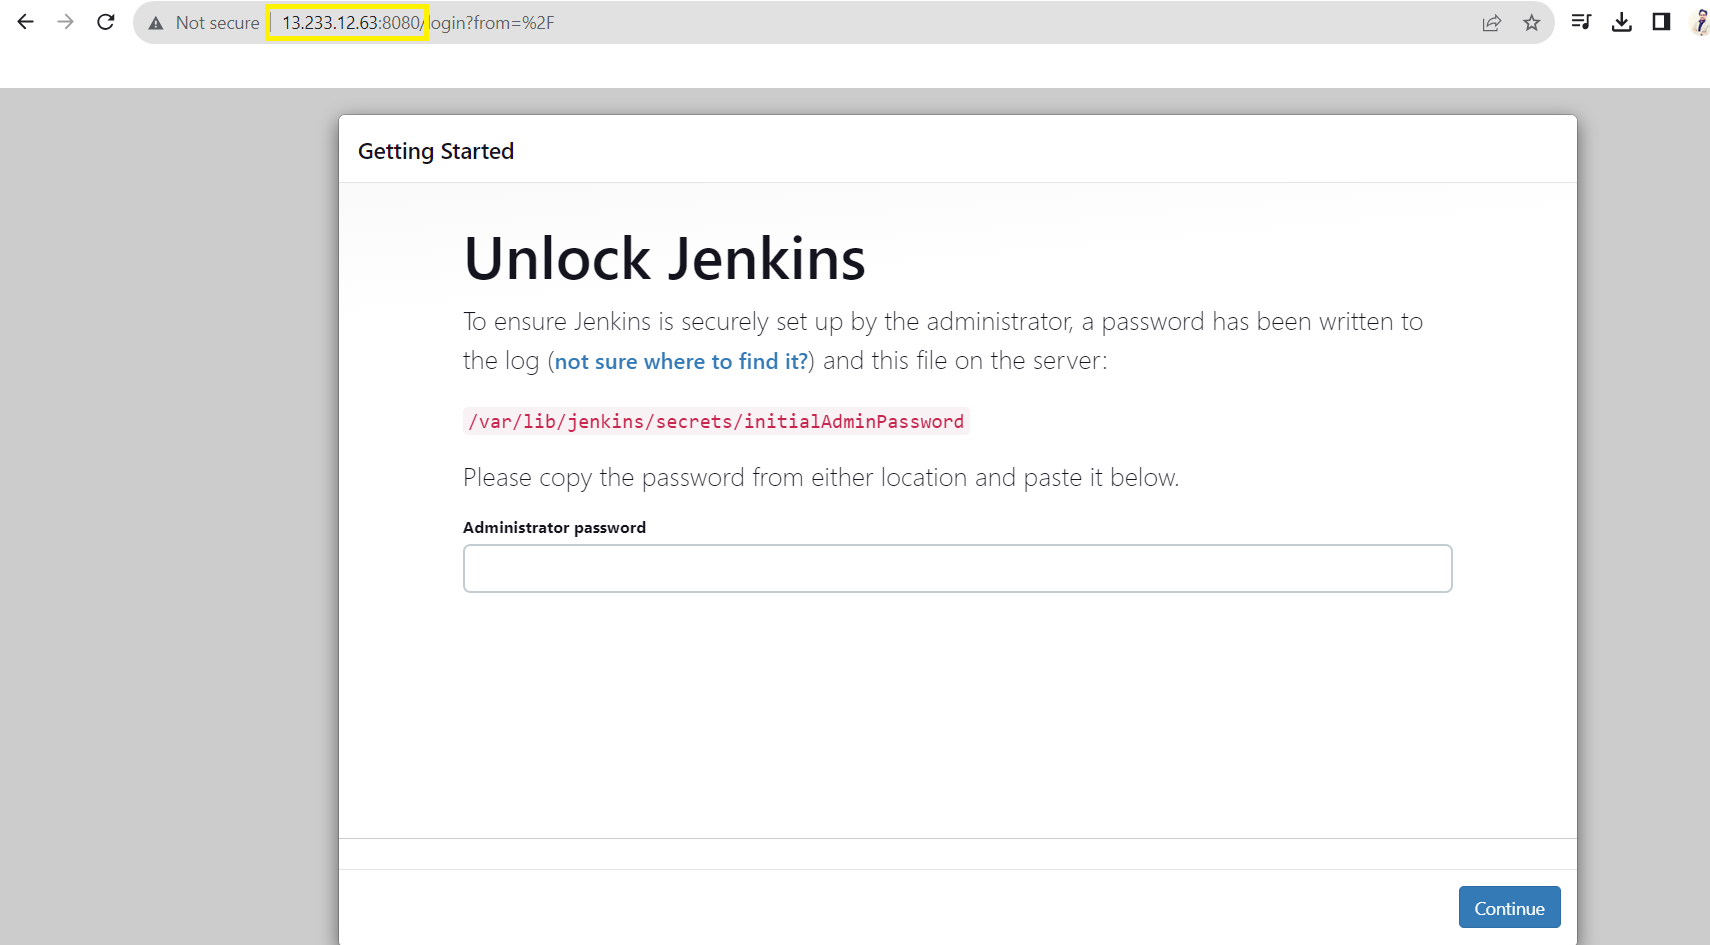 Not secure 13.233.12.63:8080/login?from=%2F
Getting Started
Unlock Jenkins
To ensure Jenkins is securely set up by the administrator, a password has been written to
the log (not sure where to find it?) and this file on the server:
/var/lib/jenkins/secrets/initialAdminPassword
Please copy the password from either location and paste it below.
Administrator password
Continue